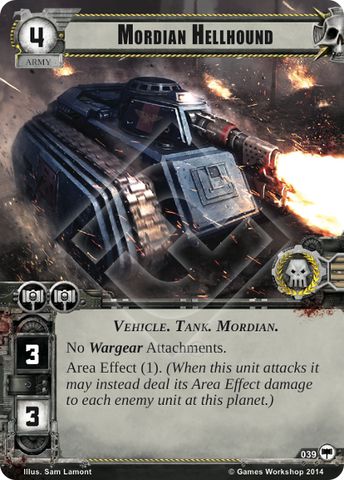 4
MORDIAN HELLHOUND
ARMY
VEHICLE. TANK. MORDIAN.
3
No Wargear Attachments.
Area Effect (1). (When this unit attacks it
may instead deal its Area Effect damage
to each enemy unit at this planet.)
3
039
Illus. Sam Lamont
© Games Workshop 2014